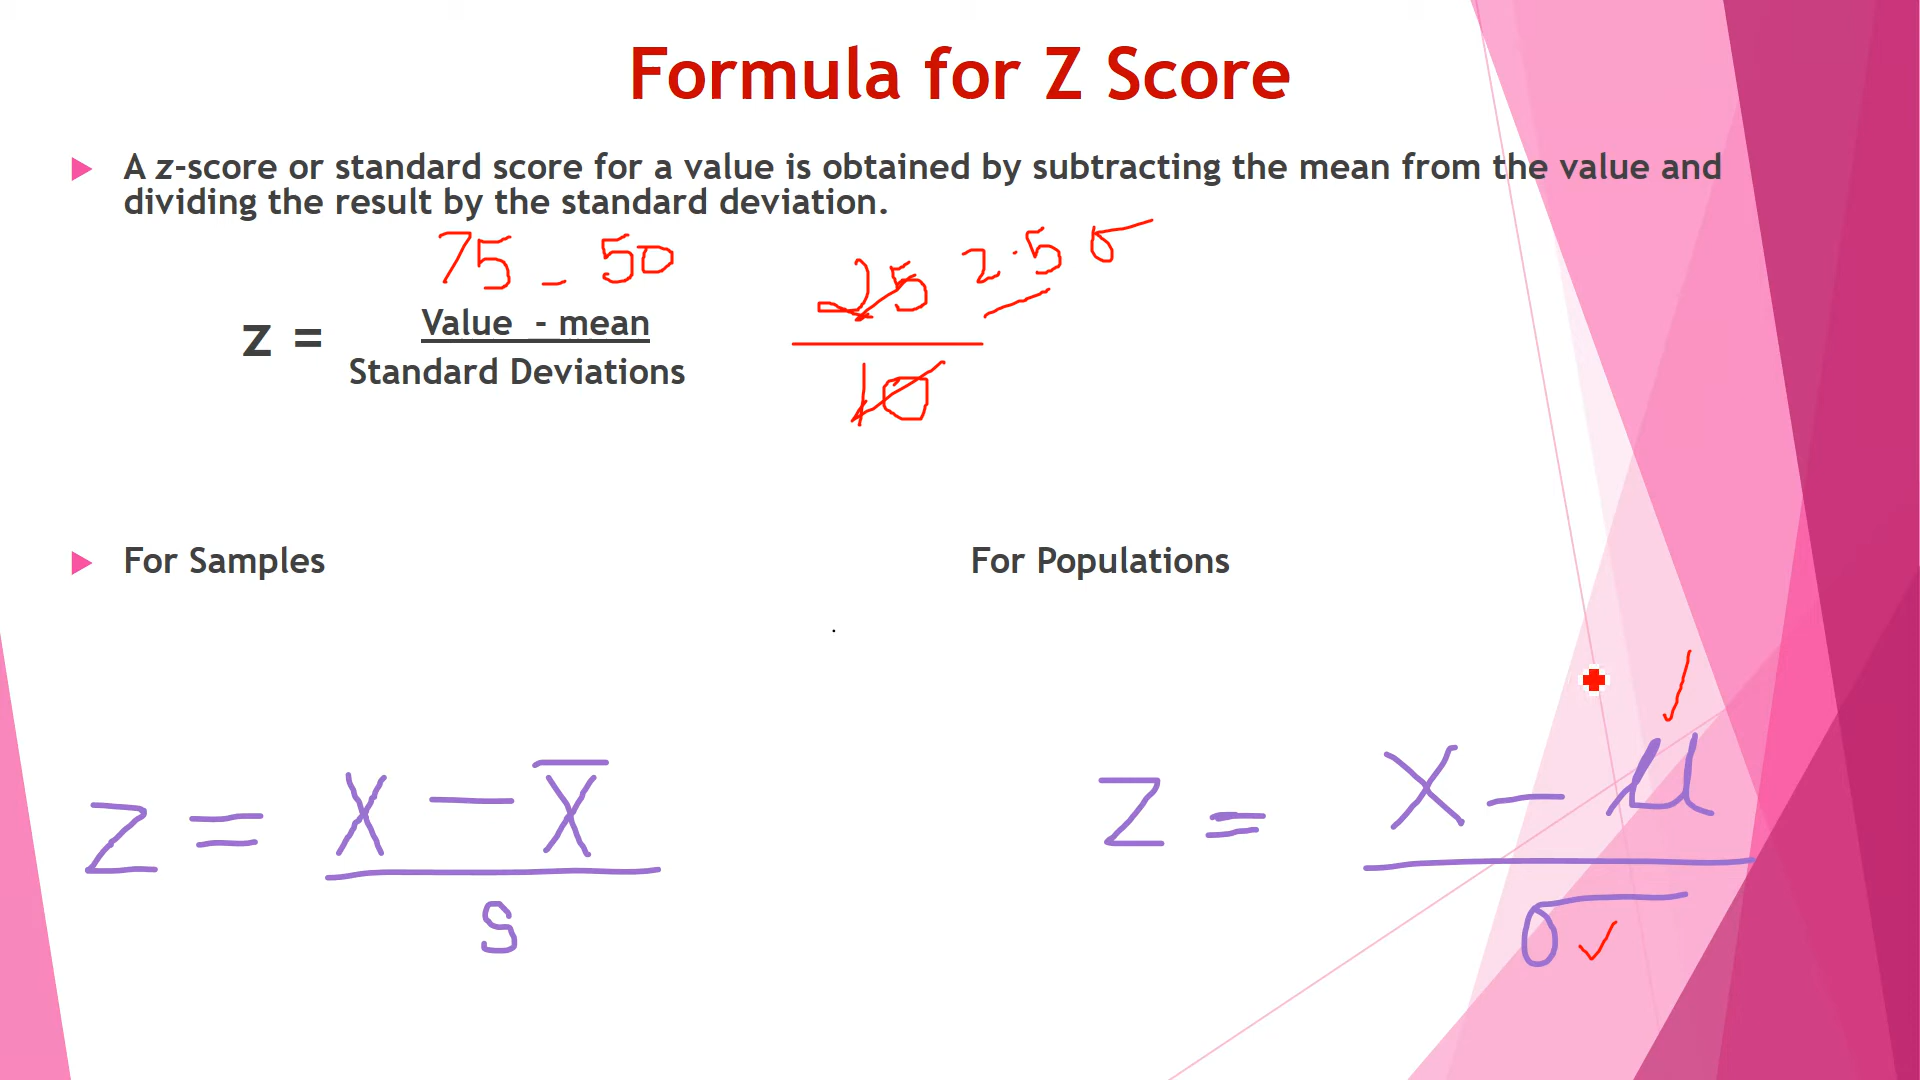 Formula for Z Score
A z-score or standard score for a value is obtained by subtracting the mean from the value and
dividing the result by the standard deviation.
75 - 50
25
2.5 σ
10
z = Value - mean
Standard Deviations
For Samples
For Populations
Z = X - X̅
s
Z = X - μ
σ